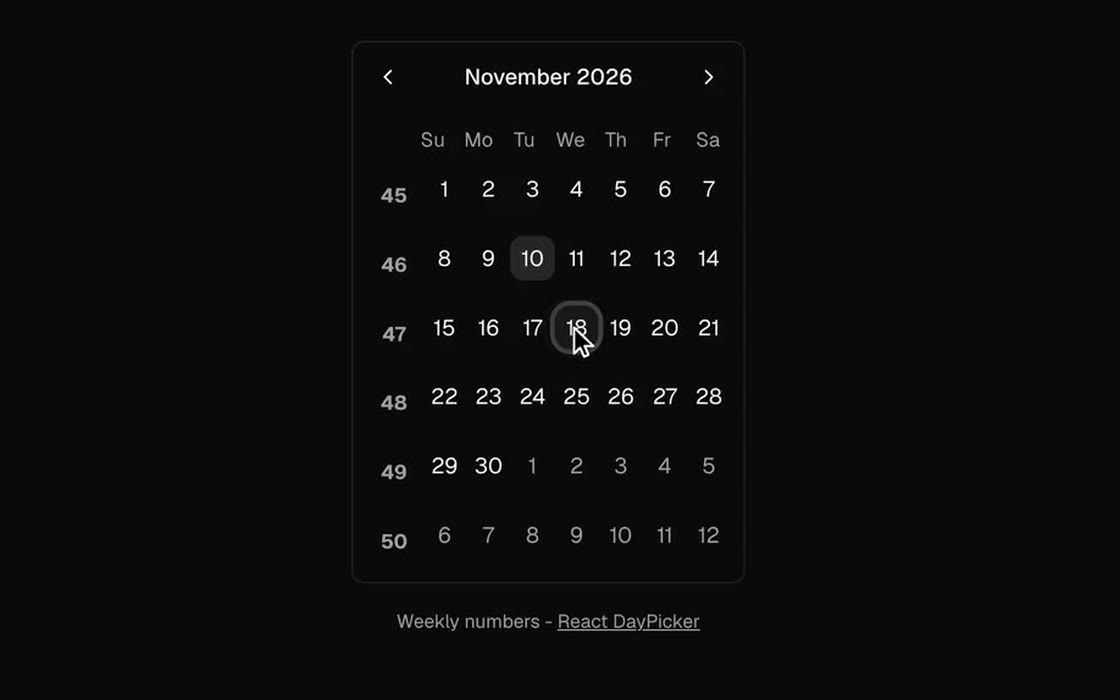 November 2026
Su Mo Tu We Th Fr Sa
45 1 2 3 4 5 6 7
46 8 9 10 11 12 13 14
47 15 16 17 18 19 20 21
48 22 23 24 25 26 27 28
49 29 30 1 2 3 4 5
50 6 7 8 9 10 11 12
Weekly numbers - React DayPicker